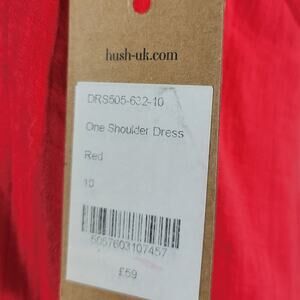 hush-uk.com
DRS505-632-10
One Shoulder Dress
Red
10
5057603107457
£59